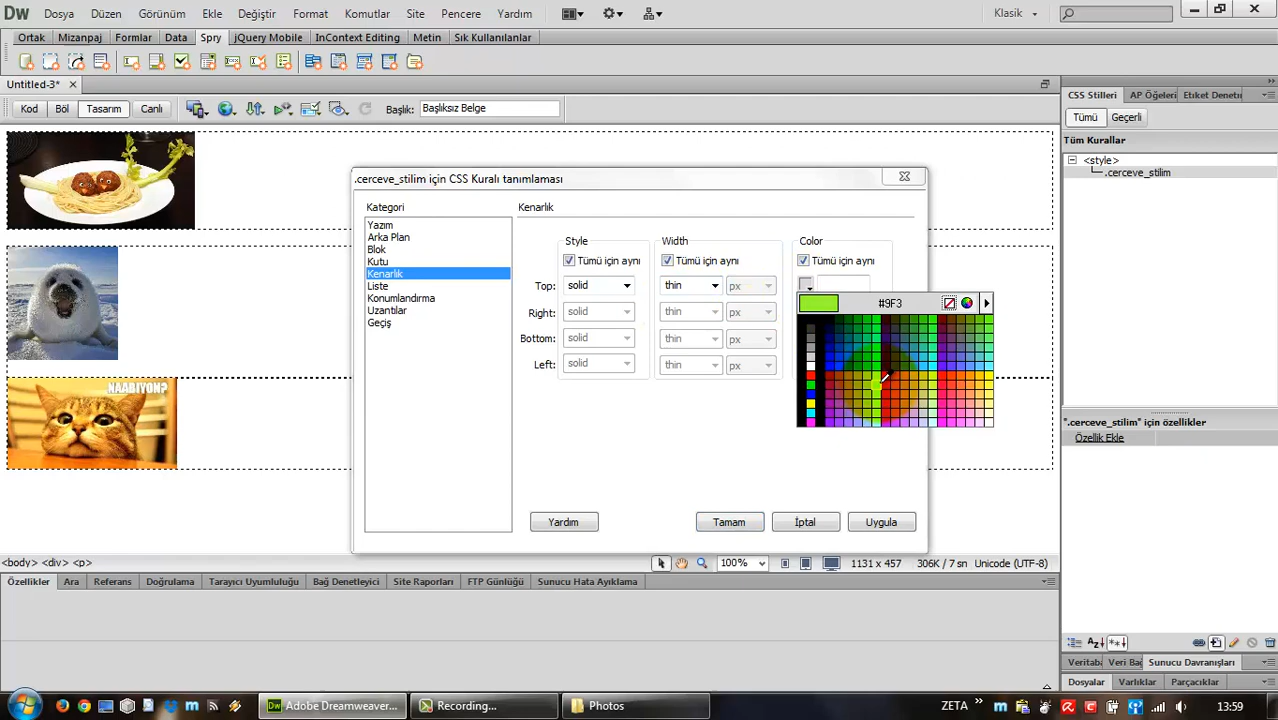 Dw Dosya Düzen Görünüm Ekle Değiştir Format Komutlar Site Pencere Yardım Klasik
Ortak Mizanpaj Formlar Data Spry jQuery Mobile InContext Editing Metin Sık Kullanılanlar
Untitled-3*
Kod Böl Tasarım Canlı Başlık: Başlıksız Belge
CSS Stilleri AP Öğeleri Etiket Denetı
Tümü Geçerli
Tüm Kurallar
<style>
.cerceve_stilim
NAABIYON?
.cerceve_stilim için CSS Kuralı tanımlaması
Kategori
Yazım
Arka Plan
Blok
Kutu
Kenarlık
Liste
Konumlandırma
Uzantılar
Geçiş
Kenarlık
Style Width Color
Tümü için aynı Tümü için aynı Tümü için aynı
Top: solid thin px
Right: solid thin px
Bottom: solid thin px
Left: solid thin px
#9F3
Yardım Tamam İptal Uygula
".cerceve_stilim" için özellikler
Özellik Ekle
<body> <div> <p> 100% 1131 x 457 306K / 7 sn Unicode (UTF-8)
Özellikler Ara Referans Doğrulama Tarayıcı Uyumluluğu Bağ Denetleyici Site Raporları FTP Günlüğü Sunucu Hata Ayıklama
Az
Veritaba Veri Bağ Sunucu Davranışları
Dosyalar Varlıklar Parçacıklar
Adobe Dreamweaver... Recording... Photos ZETA » 13:59